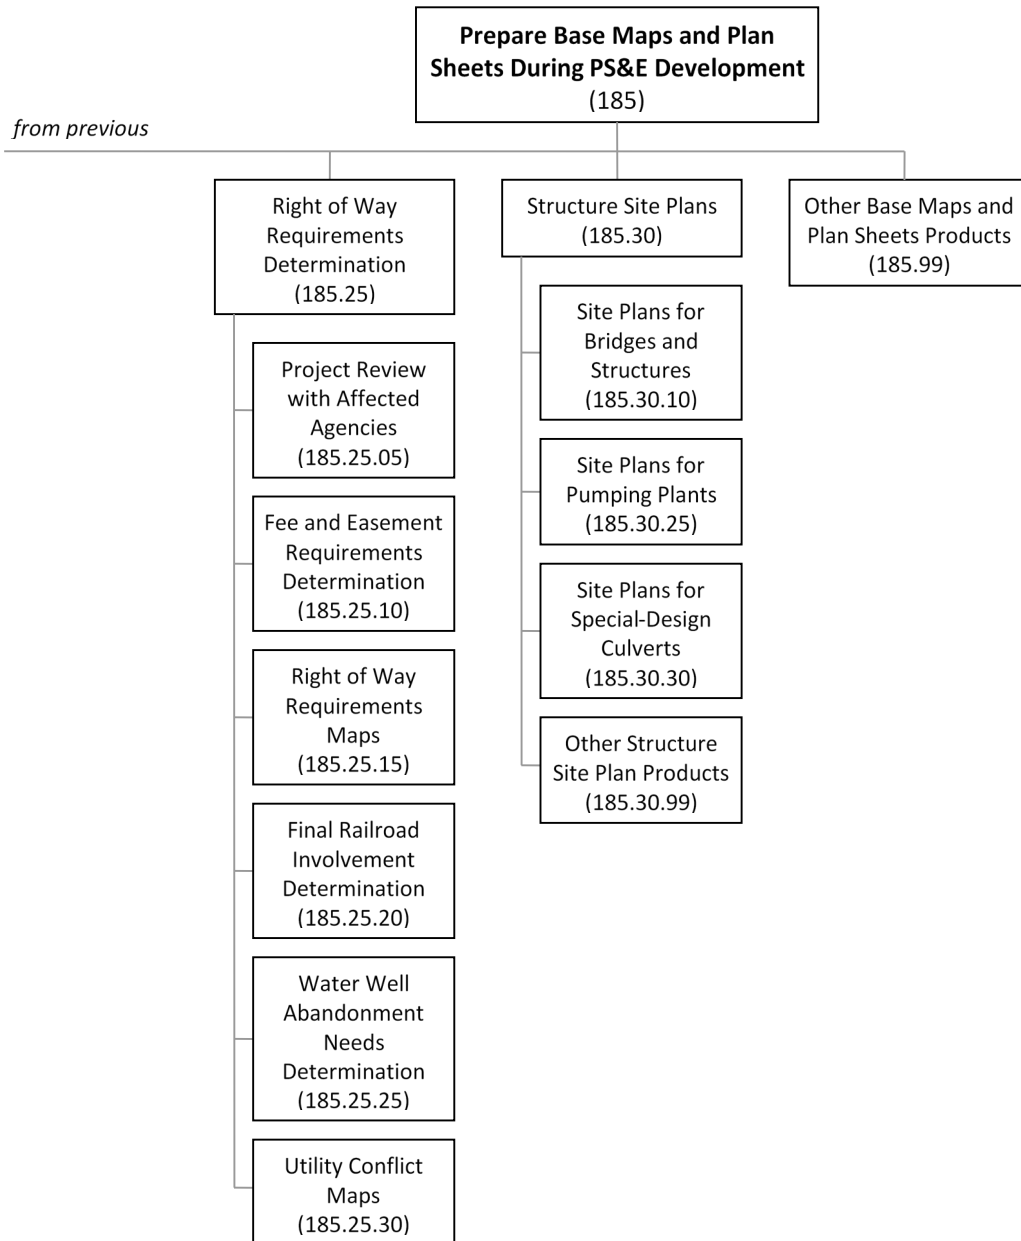 Prepare Base Maps and Plan
Sheets During PS&E Development
(185)
from previous
Right of Way
Requirements
Determination
(185.25)
Project Review
with Affected
Agencies
(185.25.05)
Fee and Easement
Requirements
Determination
(185.25.10)
Right of Way
Requirements
Maps
(185.25.15)
Final Railroad
Involvement
Determination
(185.25.20)
Water Well
Abandonment
Needs
Determination
(185.25.25)
Utility Conflict
Maps
(185.25.30)
Structure Site Plans
(185.30)
Site Plans for
Bridges and
Structures
(185.30.10)
Site Plans for
Pumping Plants
(185.30.25)
Site Plans for
Special-Design
Culverts
(185.30.30)
Other Structure
Site Plan Products
(185.30.99)
Other Base Maps and
Plan Sheets Products
(185.99)